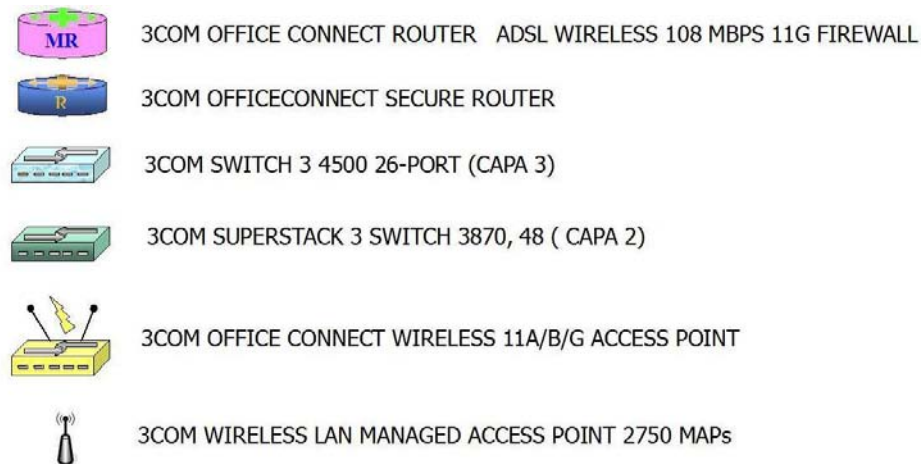 MR 3COM OFFICE CONNECT ROUTER ADSL WIRELESS 108 MBPS 11G FIREWALL
R 3COM OFFICECONNECT SECURE ROUTER
3COM SWITCH 3 4500 26-PORT (CAPA 3)
3COM SUPERSTACK 3 SWITCH 3870, 48 ( CAPA 2)
3COM OFFICE CONNECT WIRELESS 11A/B/G ACCESS POINT
3COM WIRELESS LAN MANAGED ACCESS POINT 2750 MAPs